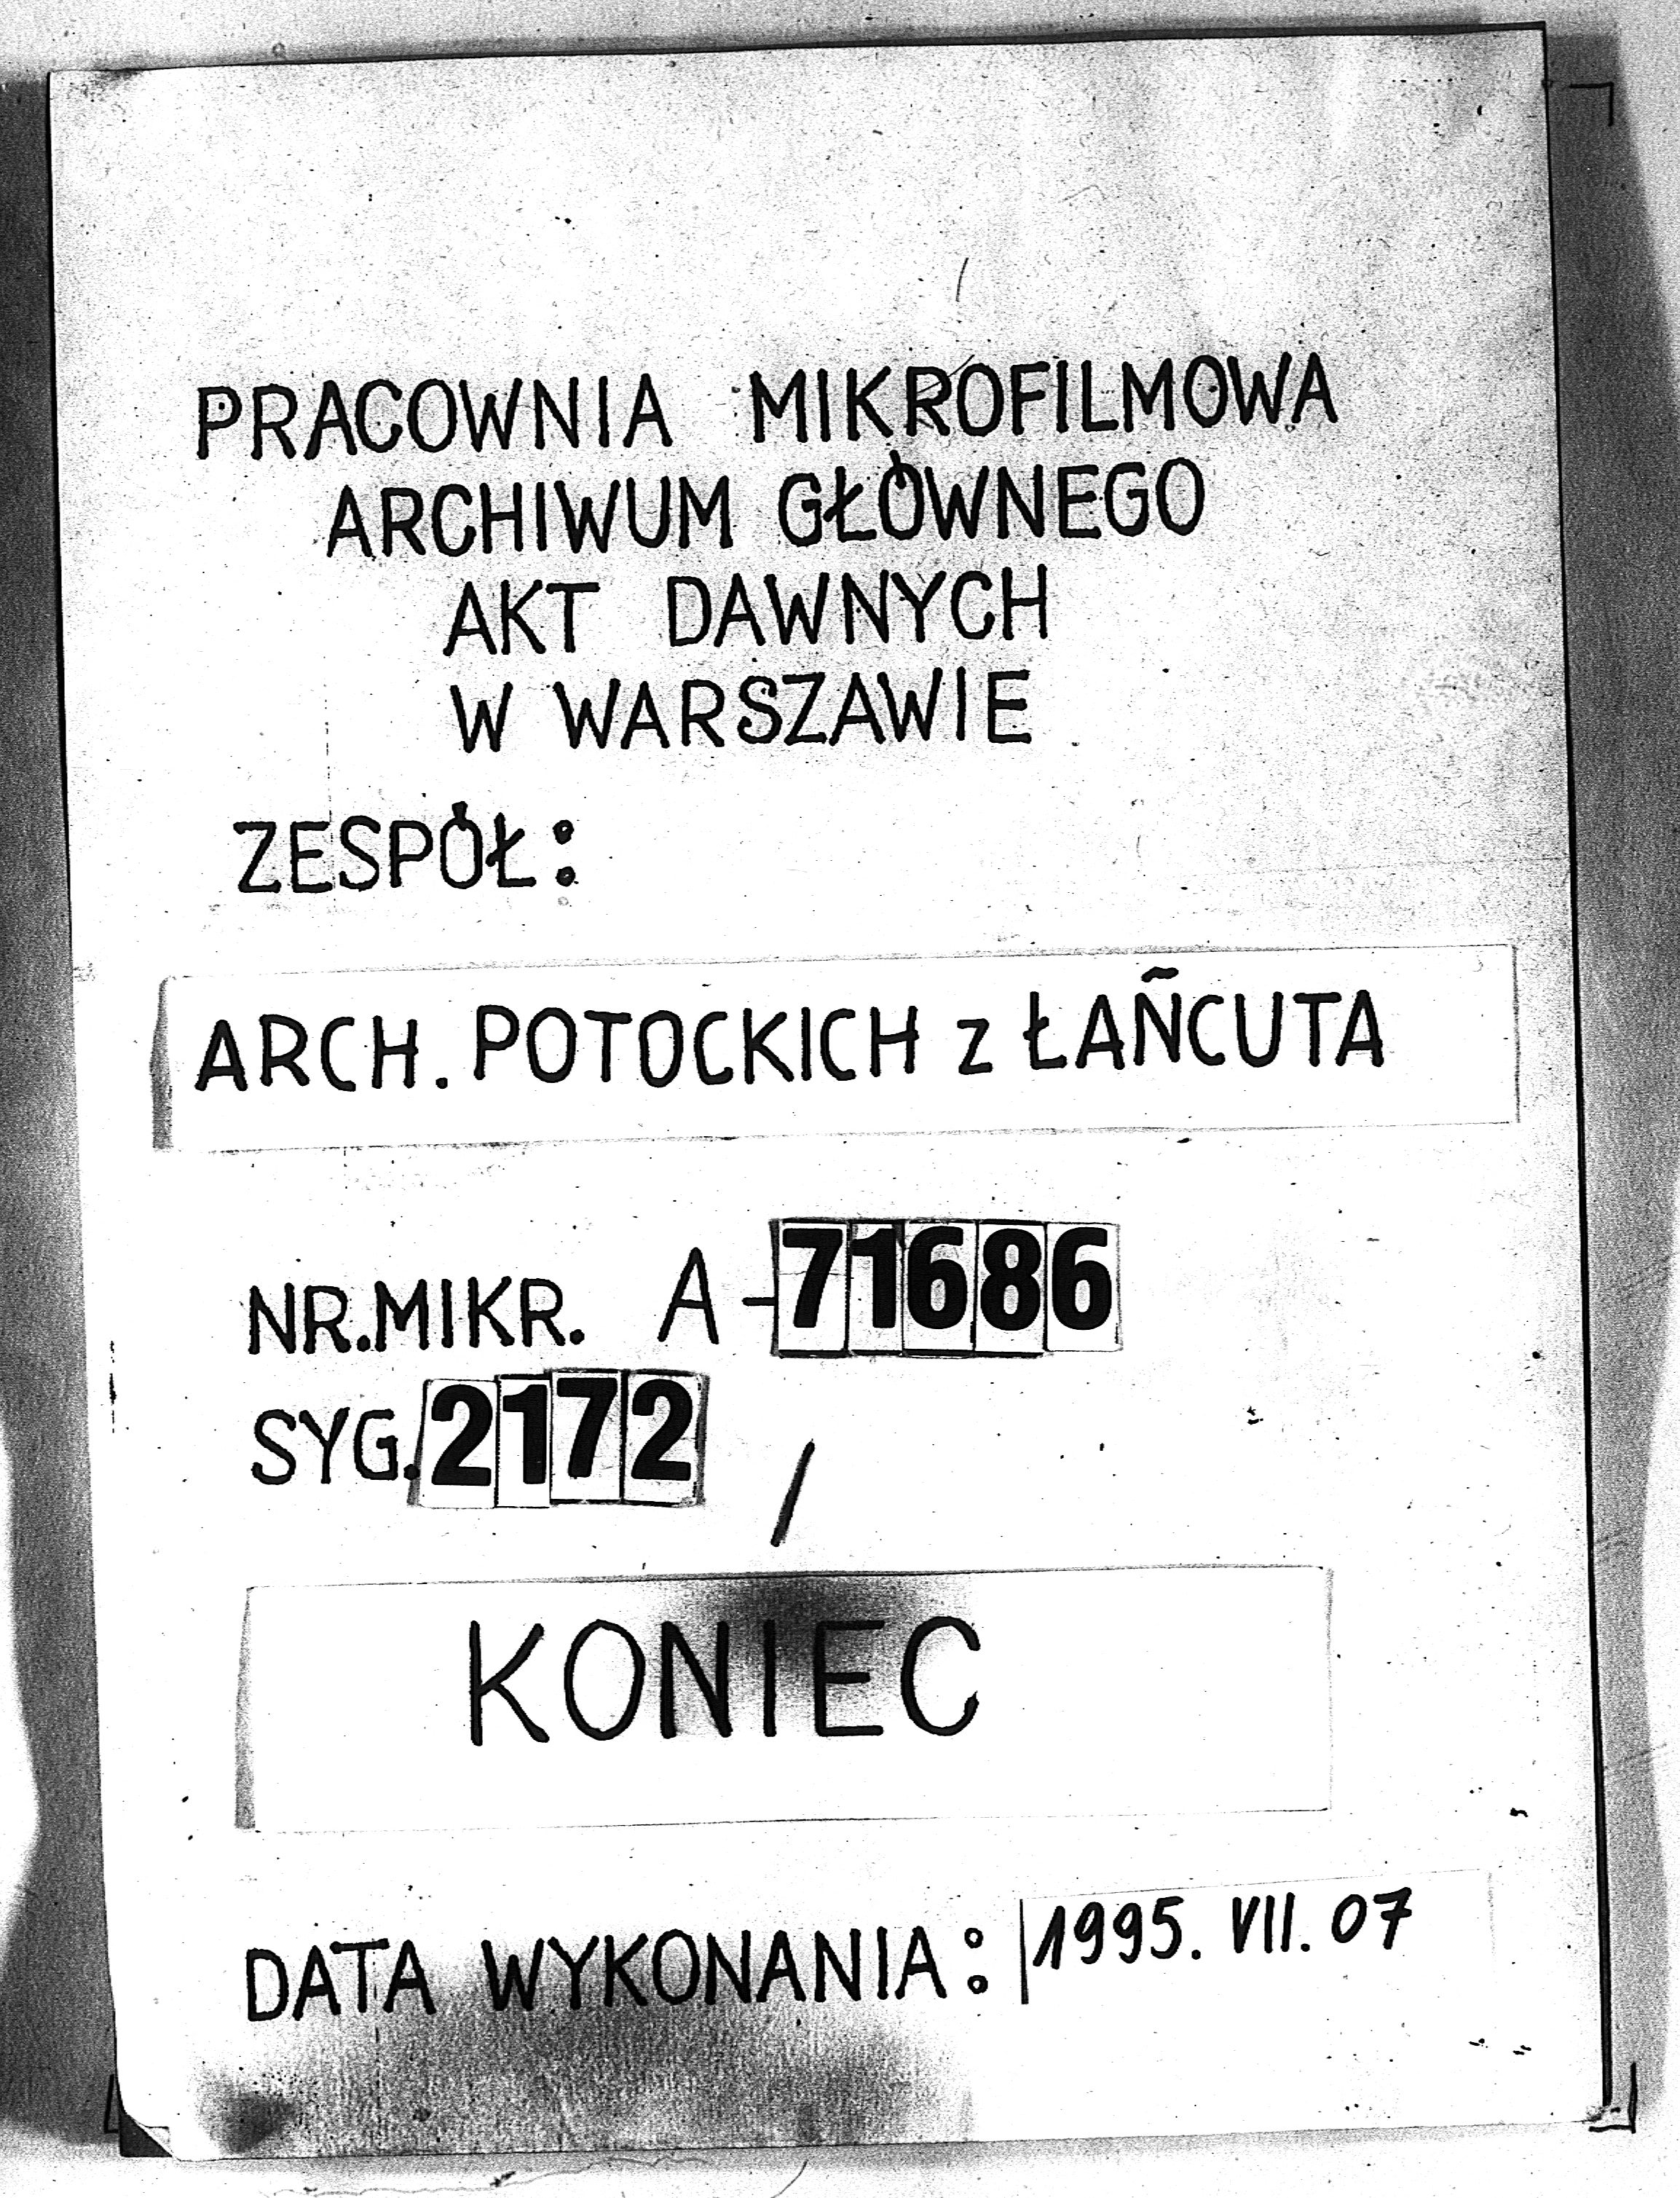 PRACOWNIA MIKROFILMOWA
ARCHIWUM GŁÓWNEGO
AKT DAWNYCH
W WARSZAWIE
ZESPÓŁ:
ARCH. POTOCKICH z ŁAŃCUTA
NR.MIKR. A-71686
SYG. 2172 /
KONIEC
DATA WYKONANIA: 1995. VII. 07